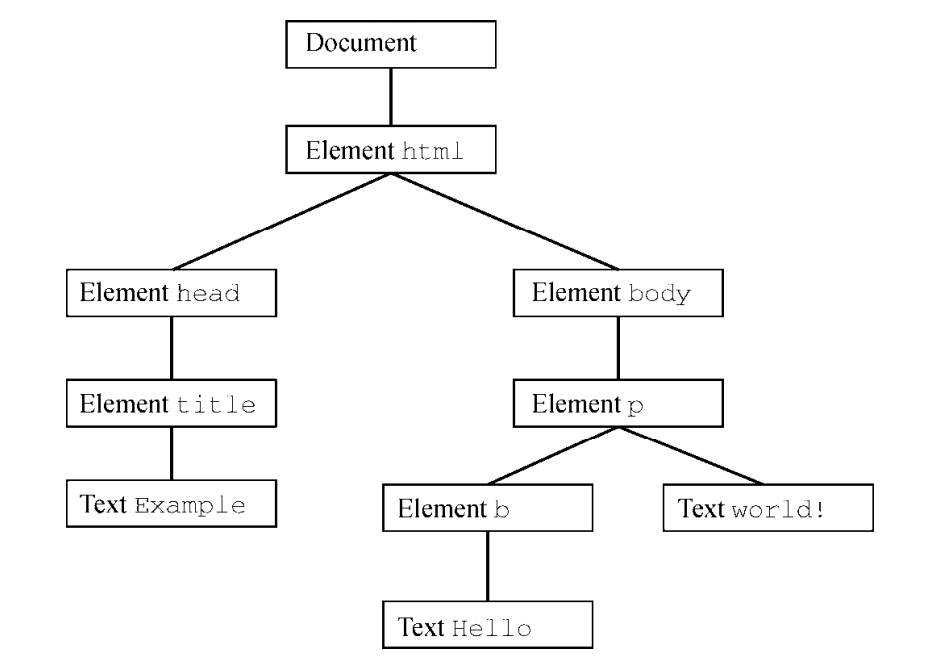 Document
Element html
Element head
Element body
Element title
Element p
Text Example
Element b
Text world!
Text Hello